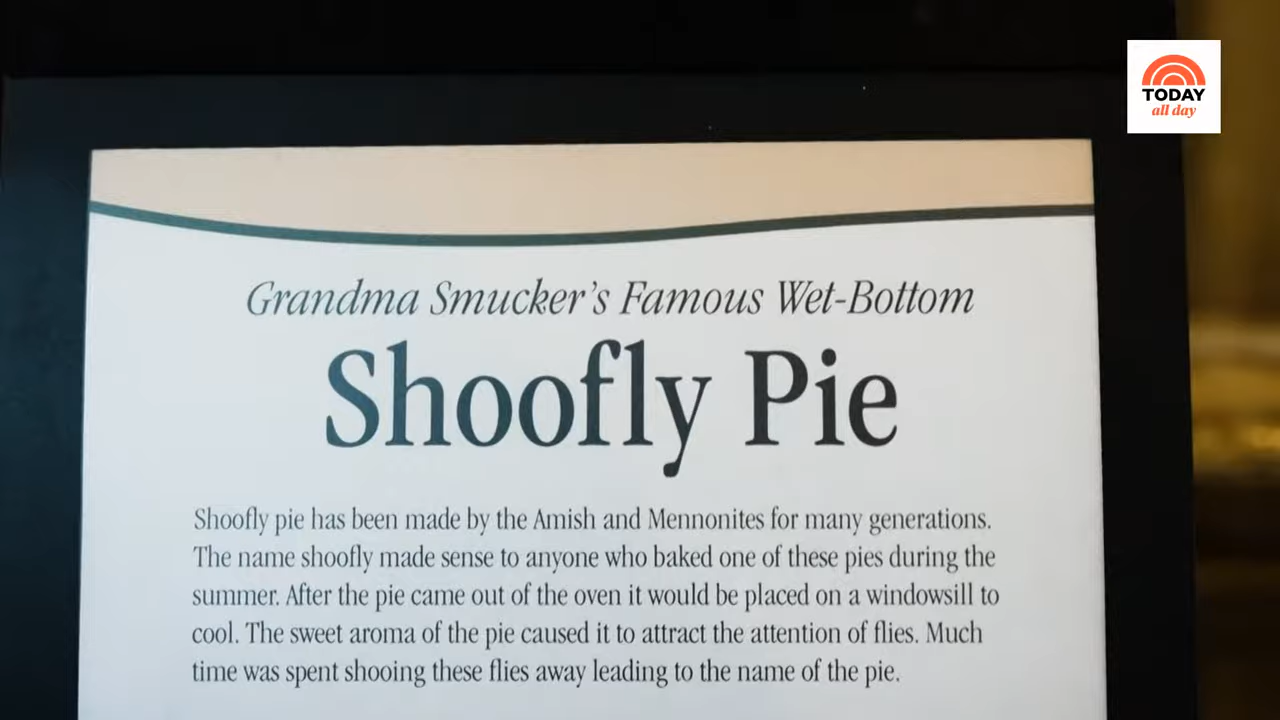 TODAY
all day
Grandma Smucker's Famous Wet-Bottom
Shoofly Pie
Shoofly pie has been made by the Amish and Mennonites for many generations.
The name shoofly made sense to anyone who baked one of these pies during the
summer. After the pie came out of the oven it would be placed on a windowsill to
cool. The sweet aroma of the pie caused it to attract the attention of flies. Much
time was spent shooing these flies away leading to the name of the pie.